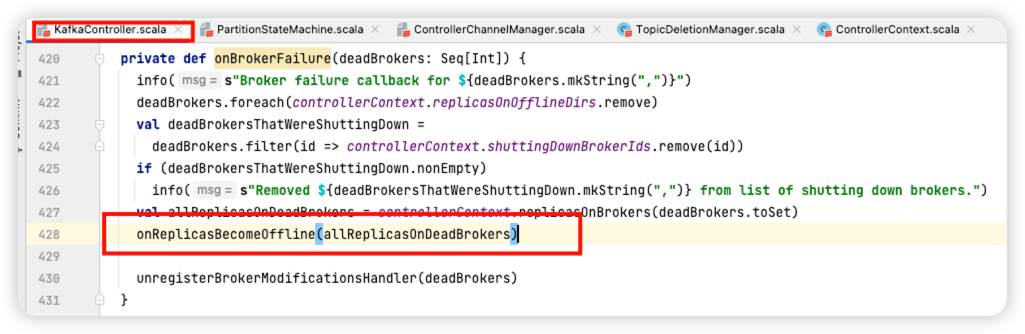 KafkaController.scala PartitionStateMachine.scala ControllerChannelManager.scala TopicDeletionManager.scala ControllerContext.scala
420 private def onBrokerFailure(deadBrokers: Seq[Int]) {
421 info( msg = s"Broker failure callback for ${deadBrokers.mkString(",")}")
422 deadBrokers.foreach(controllerContext.replicasOnOfflineDirs.remove)
423 val deadBrokersThatWereShuttingDown =
424 deadBrokers.filter(id => controllerContext.shuttingDownBrokerIds.remove(id))
425 if (deadBrokersThatWereShuttingDown.nonEmpty)
426 info( msg = s"Removed ${deadBrokersThatWereShuttingDown.mkString(",")} from list of shutting down brokers.")
427 val allReplicasOnDeadBrokers = controllerContext.replicasOnBrokers(deadBrokers.toSet)
428 onReplicasBecomeOffline(allReplicasOnDeadBrokers)
429
430 unregisterBrokerModificationsHandler(deadBrokers)
431 }